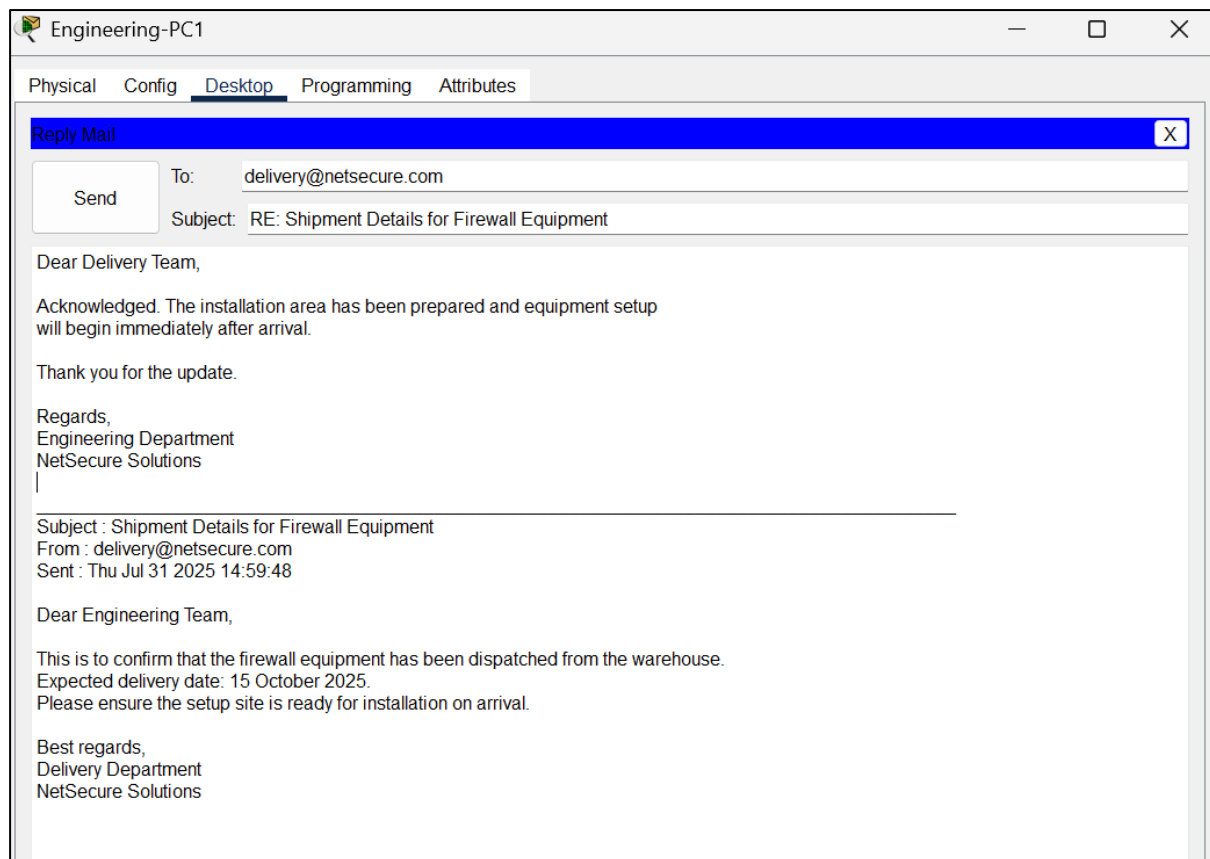 Engineering-PC1
Physical Config Desktop Programming Attributes
Reply Mail X
Send
To: delivery@netsecure.com
Subject: RE: Shipment Details for Firewall Equipment
Dear Delivery Team,
Acknowledged. The installation area has been prepared and equipment setup
will begin immediately after arrival.
Thank you for the update.
Regards,
Engineering Department
NetSecure Solutions
Subject : Shipment Details for Firewall Equipment
From : delivery@netsecure.com
Sent : Thu Jul 31 2025 14:59:48
Dear Engineering Team,
This is to confirm that the firewall equipment has been dispatched from the warehouse.
Expected delivery date: 15 October 2025.
Please ensure the setup site is ready for installation on arrival.
Best regards,
Delivery Department
NetSecure Solutions